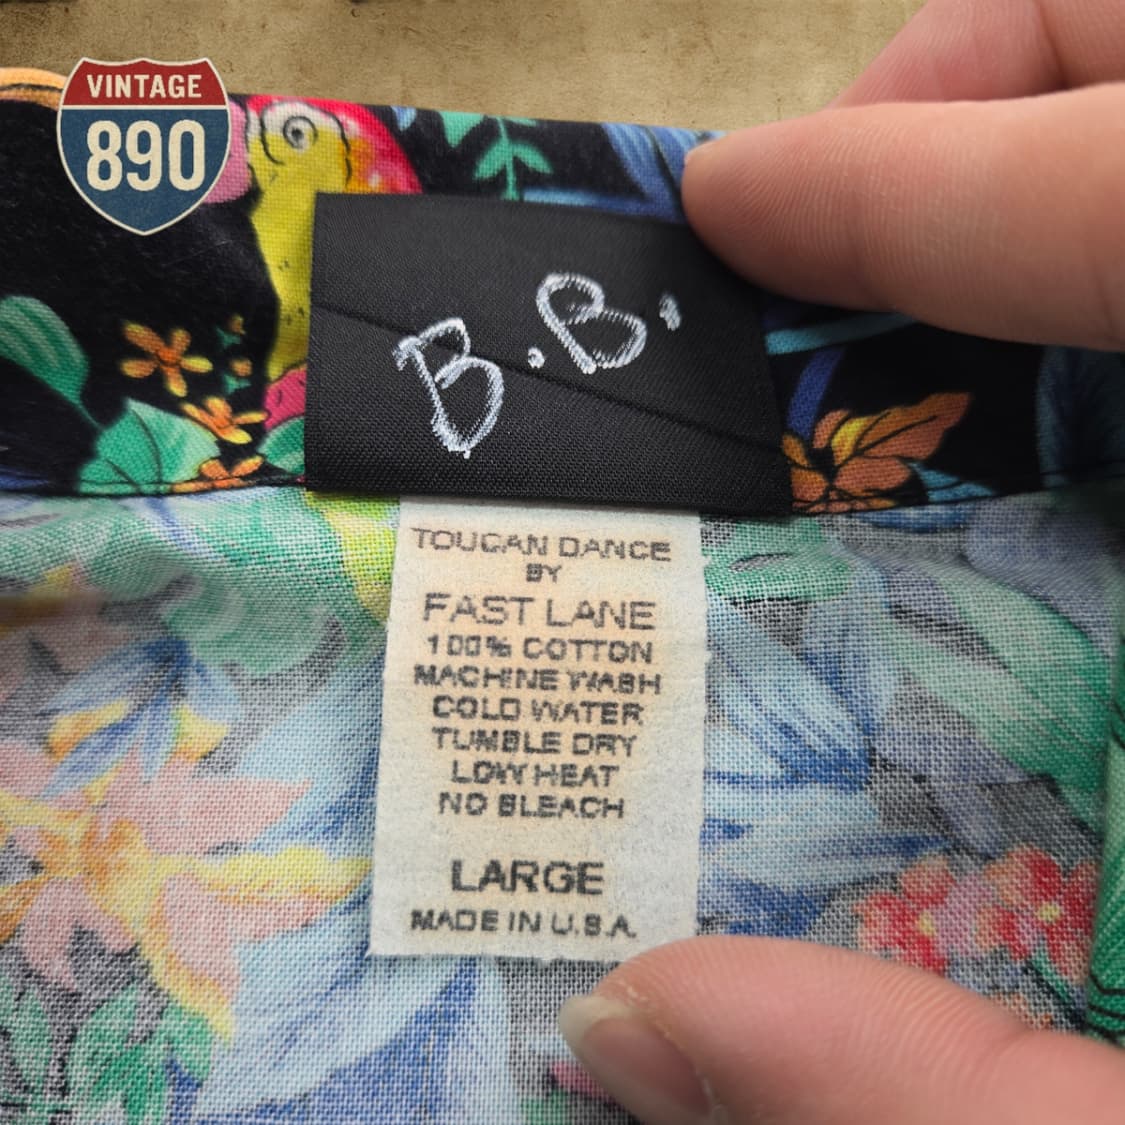 VINTAGE
890
B.B.
TOUCAN DANCE
BY
FAST LANE
100% COTTON
MACHINE WASH
COLD WATER
TUMBLE DRY
LOW HEAT
NO BLEACH
LARGE
MADE IN U.S.A.